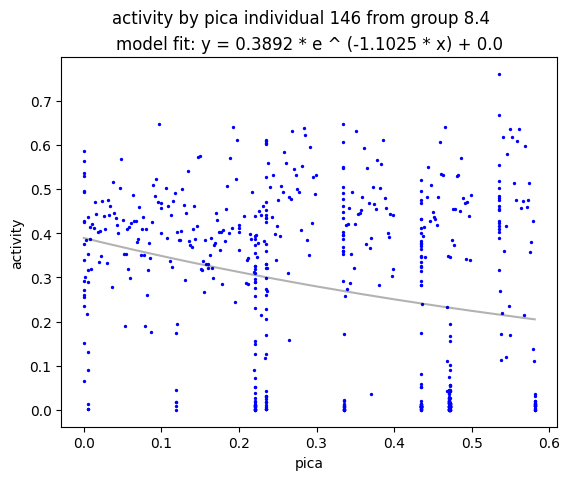 activity by pica individual 146 from group 8.4
model fit: y = 0.3892 * e ^ (-1.1025 * x) + 0.0
0.7
0.6
0.5
0.4
0.3
0.2
0.1
0.0
activity
0.0 0.1 0.2 0.3 0.4 0.5 0.6
pica